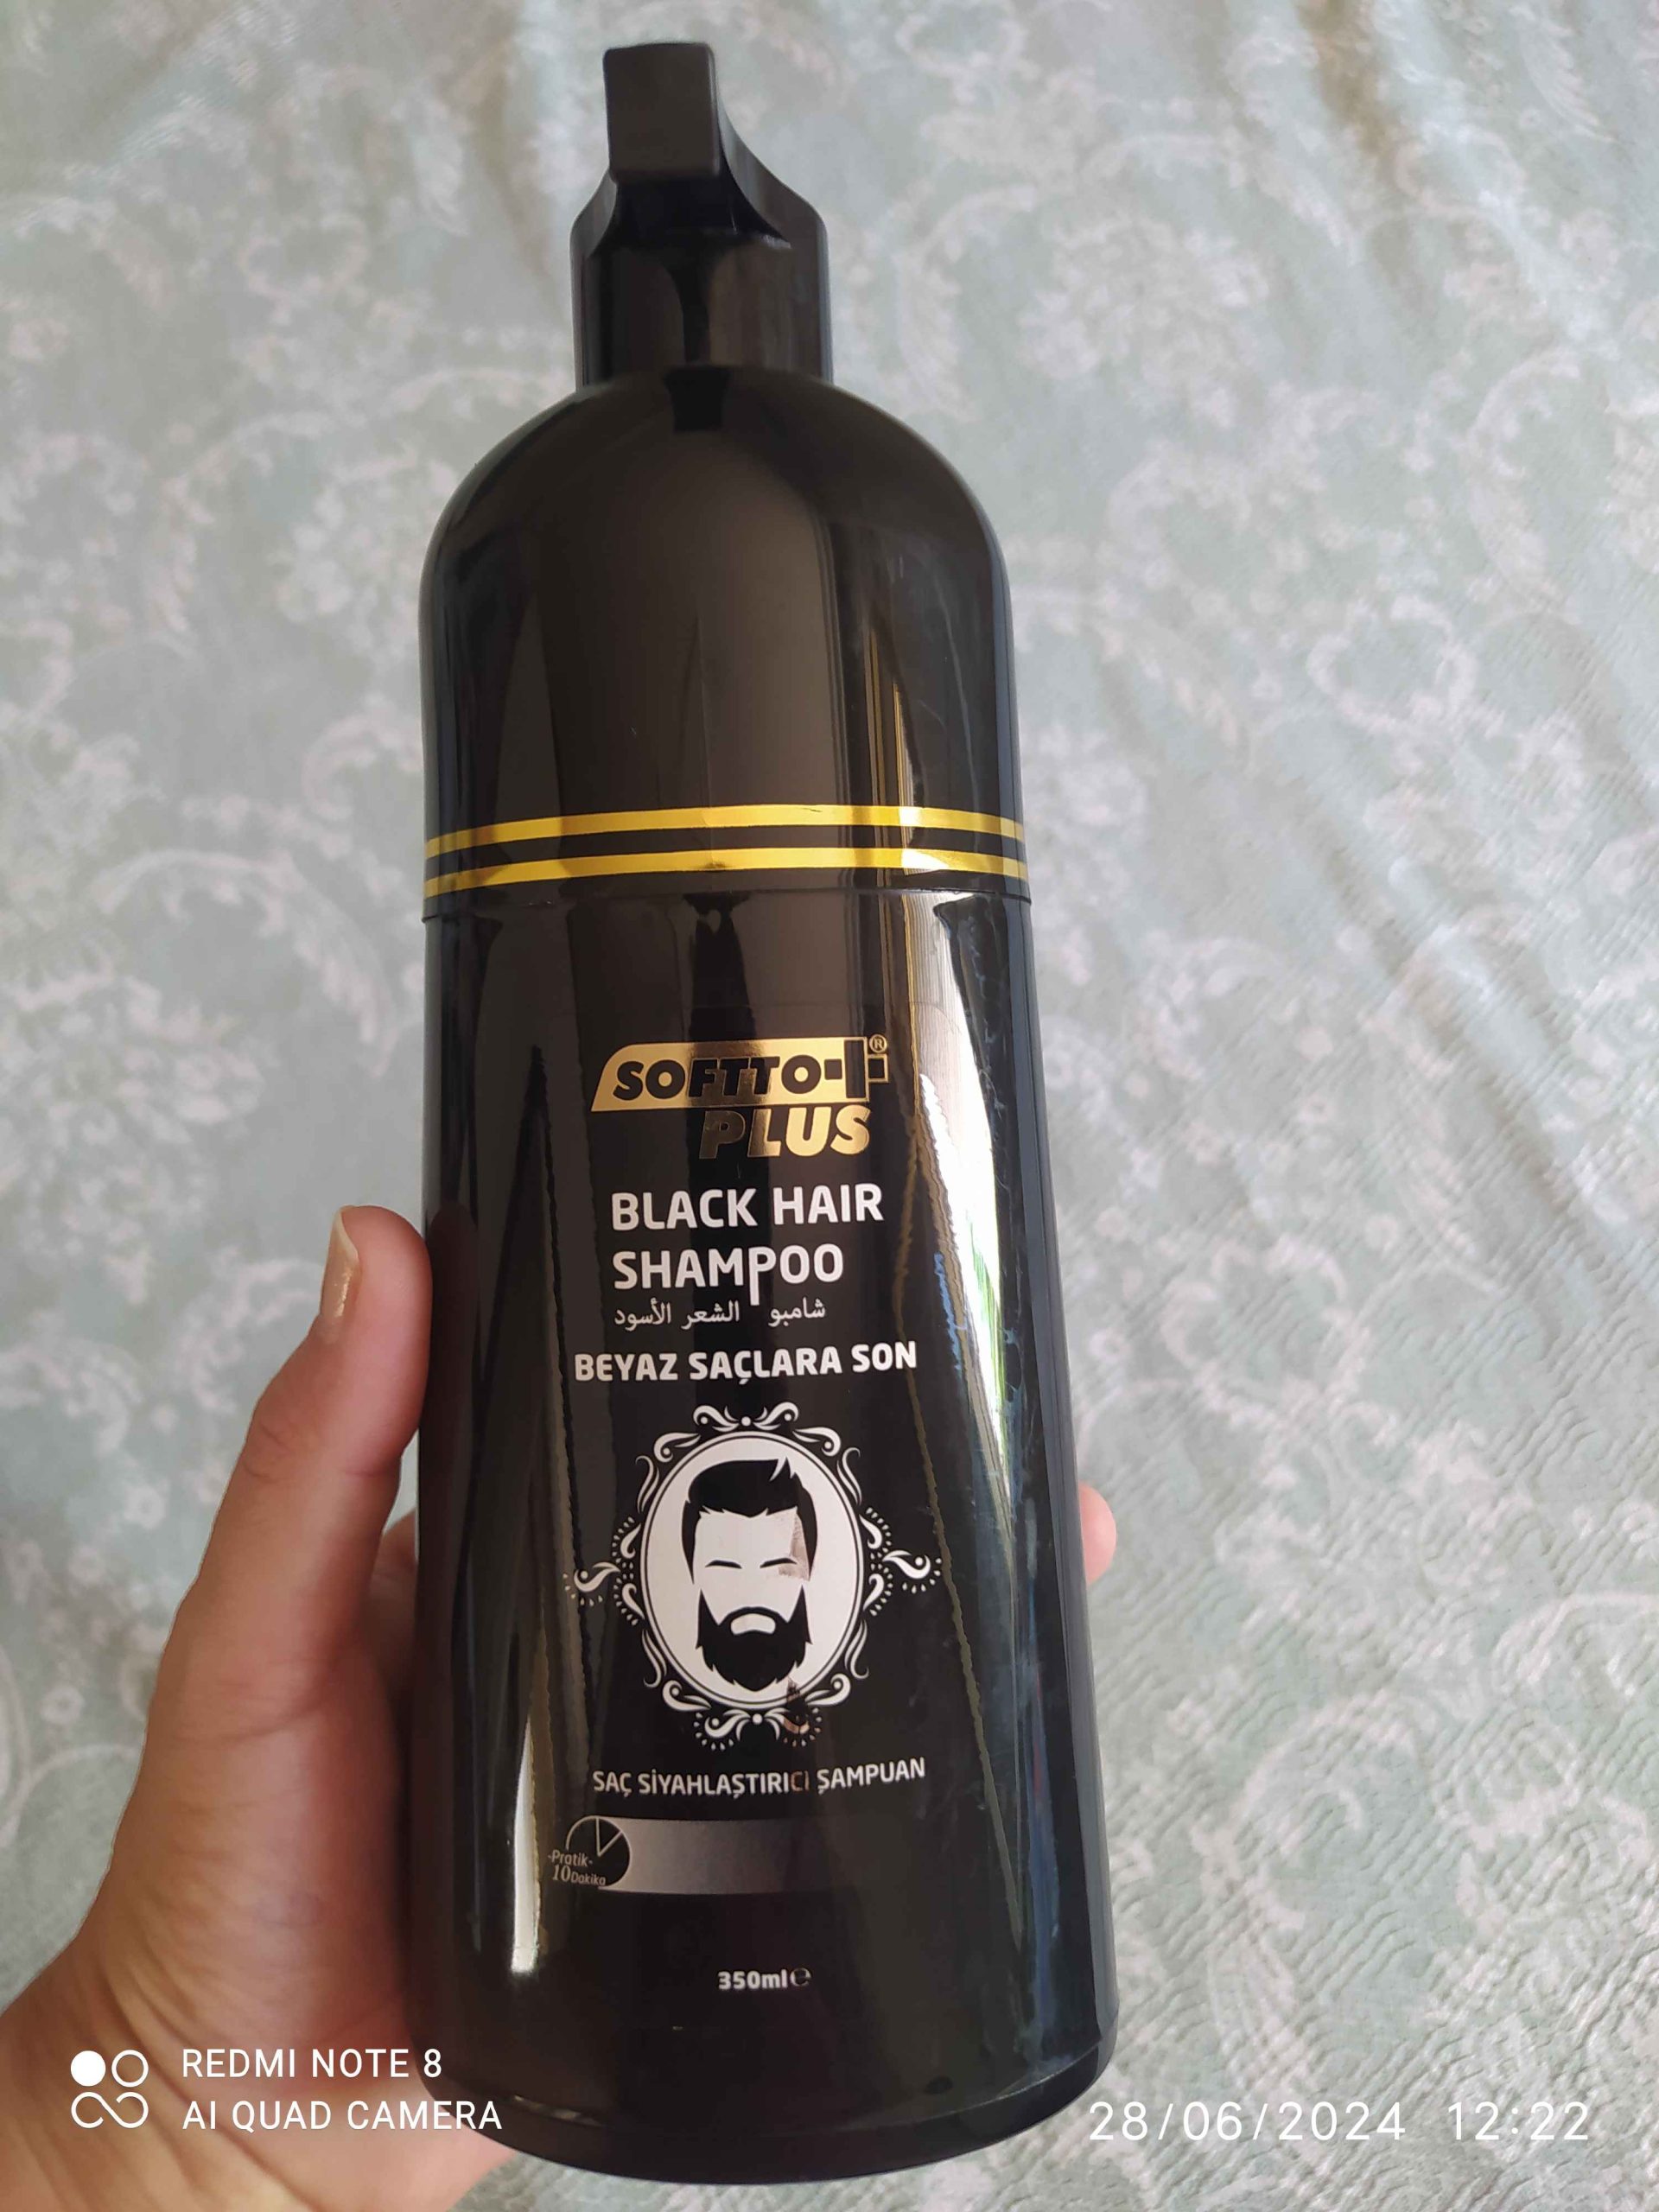 SOFTTO+®
PLUS
BLACK HAIR
SHAMPOO
شامبو الشعر الأسود
BEYAZ SAÇLARA SON
SAÇ SİYAHLAŞTIRICI ŞAMPUAN
-Pratik-
10 Dakika
350ml ℮
REDMI NOTE 8
AI QUAD CAMERA
28/06/2024 12:22